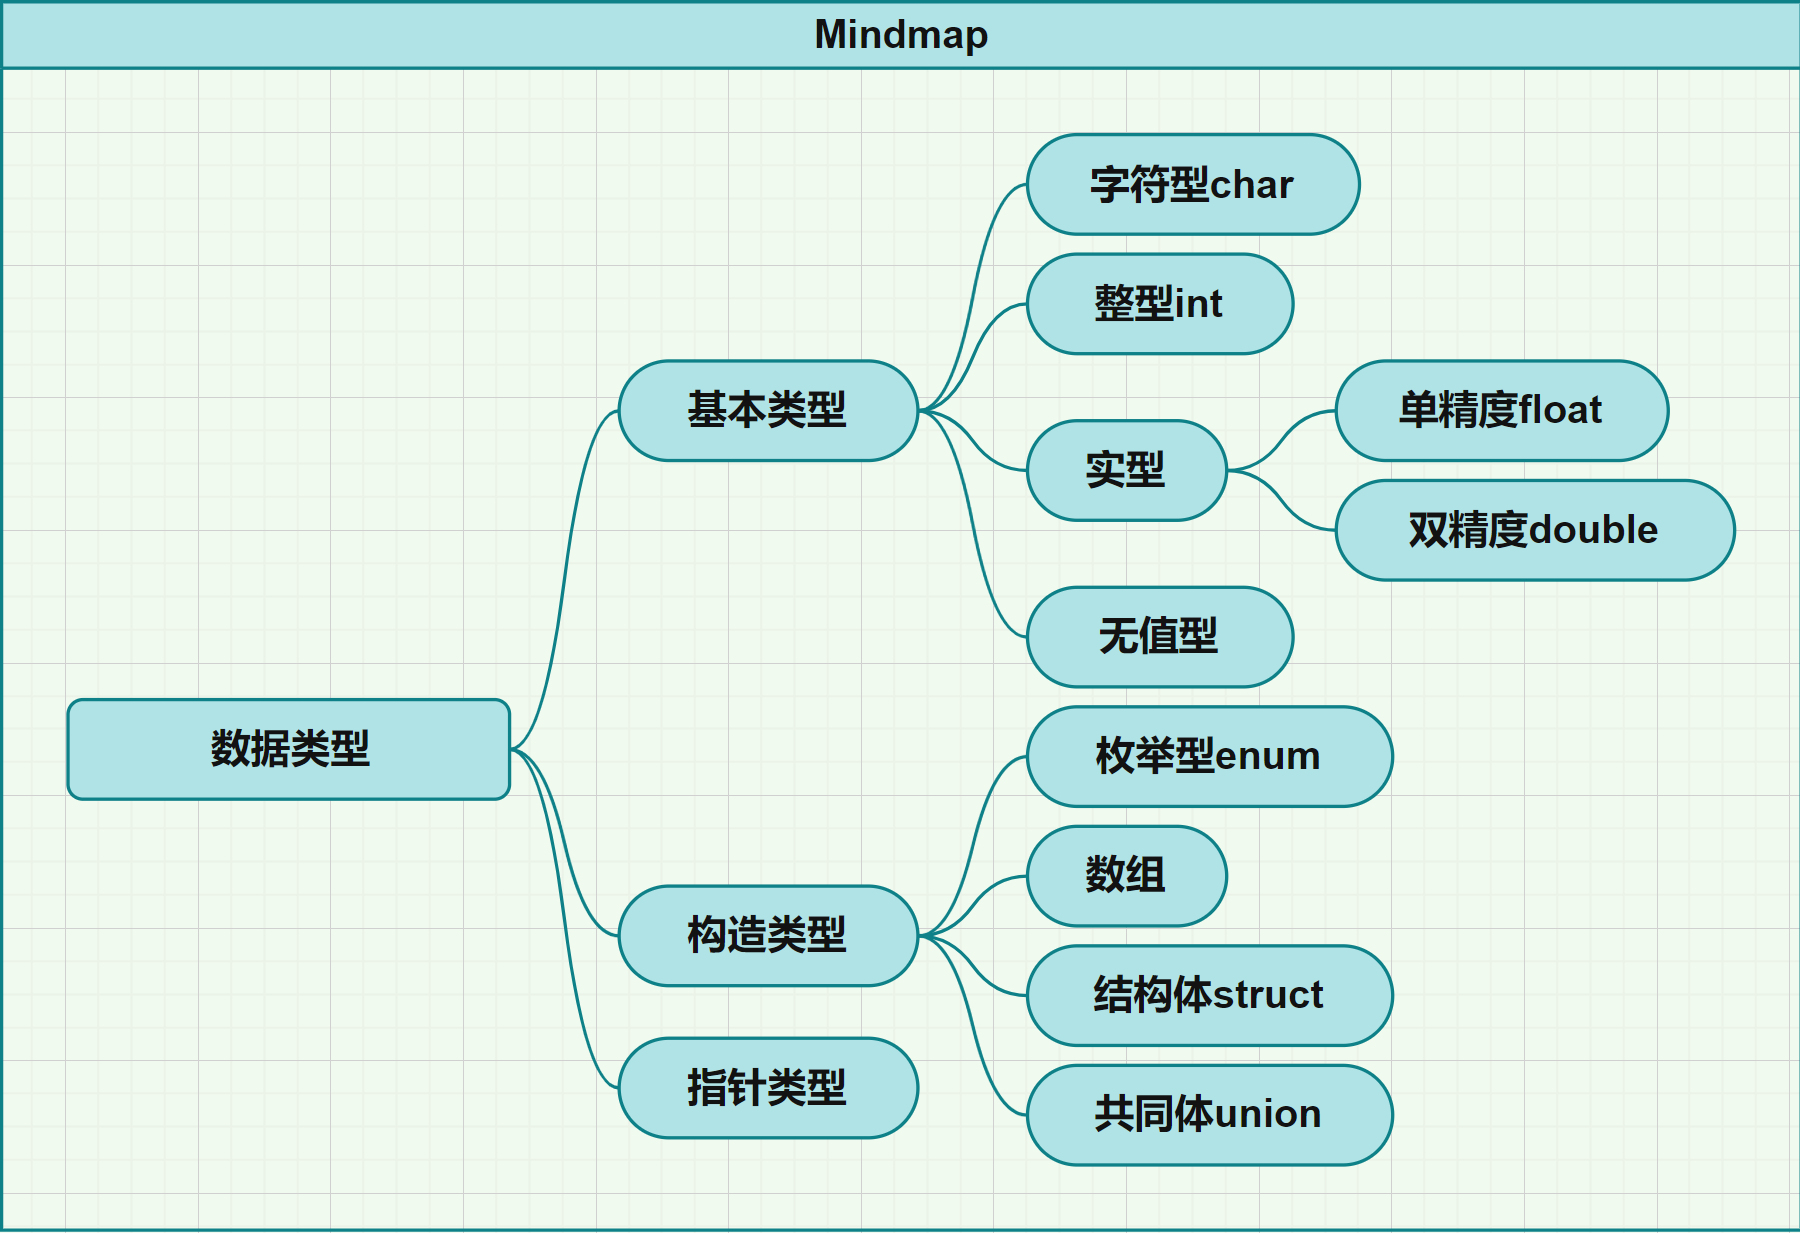 Mindmap
字符型char
整型int
基本类型
单精度float
实型
双精度double
无值型
数据类型
枚举型enum
数组
构造类型
结构体struct
指针类型
共同体union